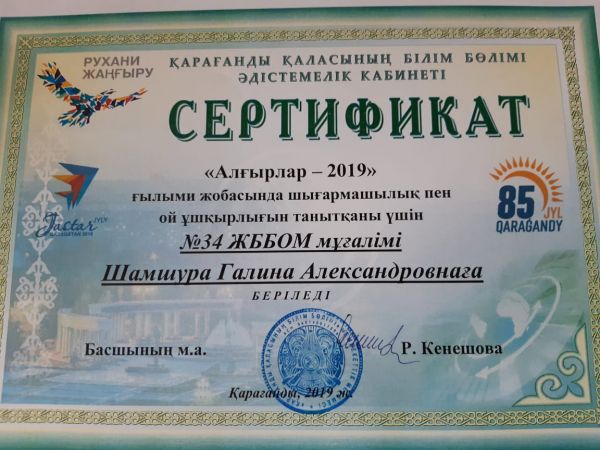 РУХАНИ
ЖАҢҒЫРУ
ҚАРАҒАНДЫ ҚАЛАСЫНЫҢ БІЛІМ БӨЛІМІ
ӘДІСТЕМЕЛІК КАБИНЕТІ
СЕРТИФИКАТ
«Алғырлар – 2019»
ғылыми жобасында шығармашылық пен
ой ұшқырлығын танытқаны үшін
№34 ЖББОМ мұғалімі
Шамшура Галина Александровнаға
БЕРІЛЕДІ
Jastar JYLY
85 JYL
QARAGANDY
Басшының м.а.
Р. Кенешова
Қарағанды, 2019 ж.